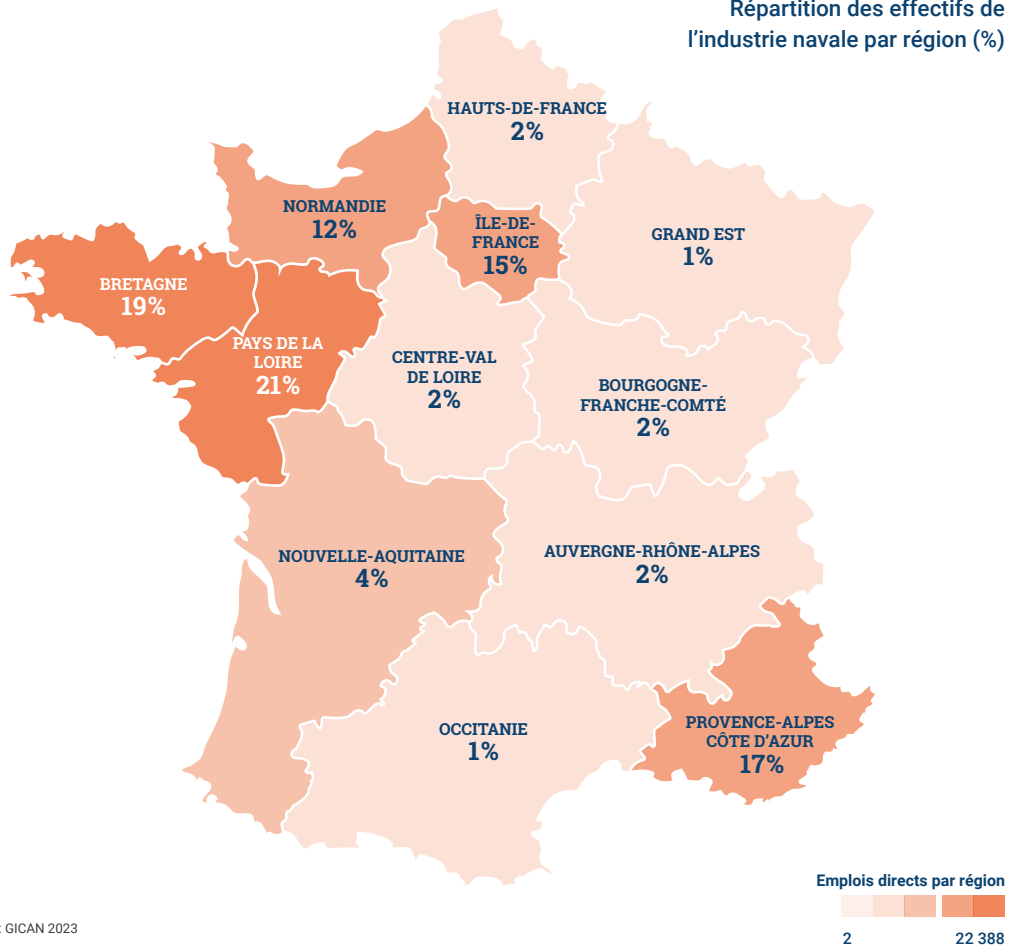 Répartition des effectifs de
l'industrie navale par région (%)
HAUTS-DE-FRANCE
2%
NORMANDIE
12%
ÎLE-DE-
FRANCE
15%
GRAND EST
1%
BRETAGNE
19%
PAYS DE LA
LOIRE
21%
CENTRE-VAL
DE LOIRE
2%
BOURGOGNE-
FRANCHE-COMTÉ
2%
NOUVELLE-AQUITAINE
4%
AUVERGNE-RHÔNE-ALPES
2%
OCCITANIE
1%
PROVENCE-ALPES
CÔTE D'AZUR
17%
Emplois directs par région
2 22 388
: GICAN 2023